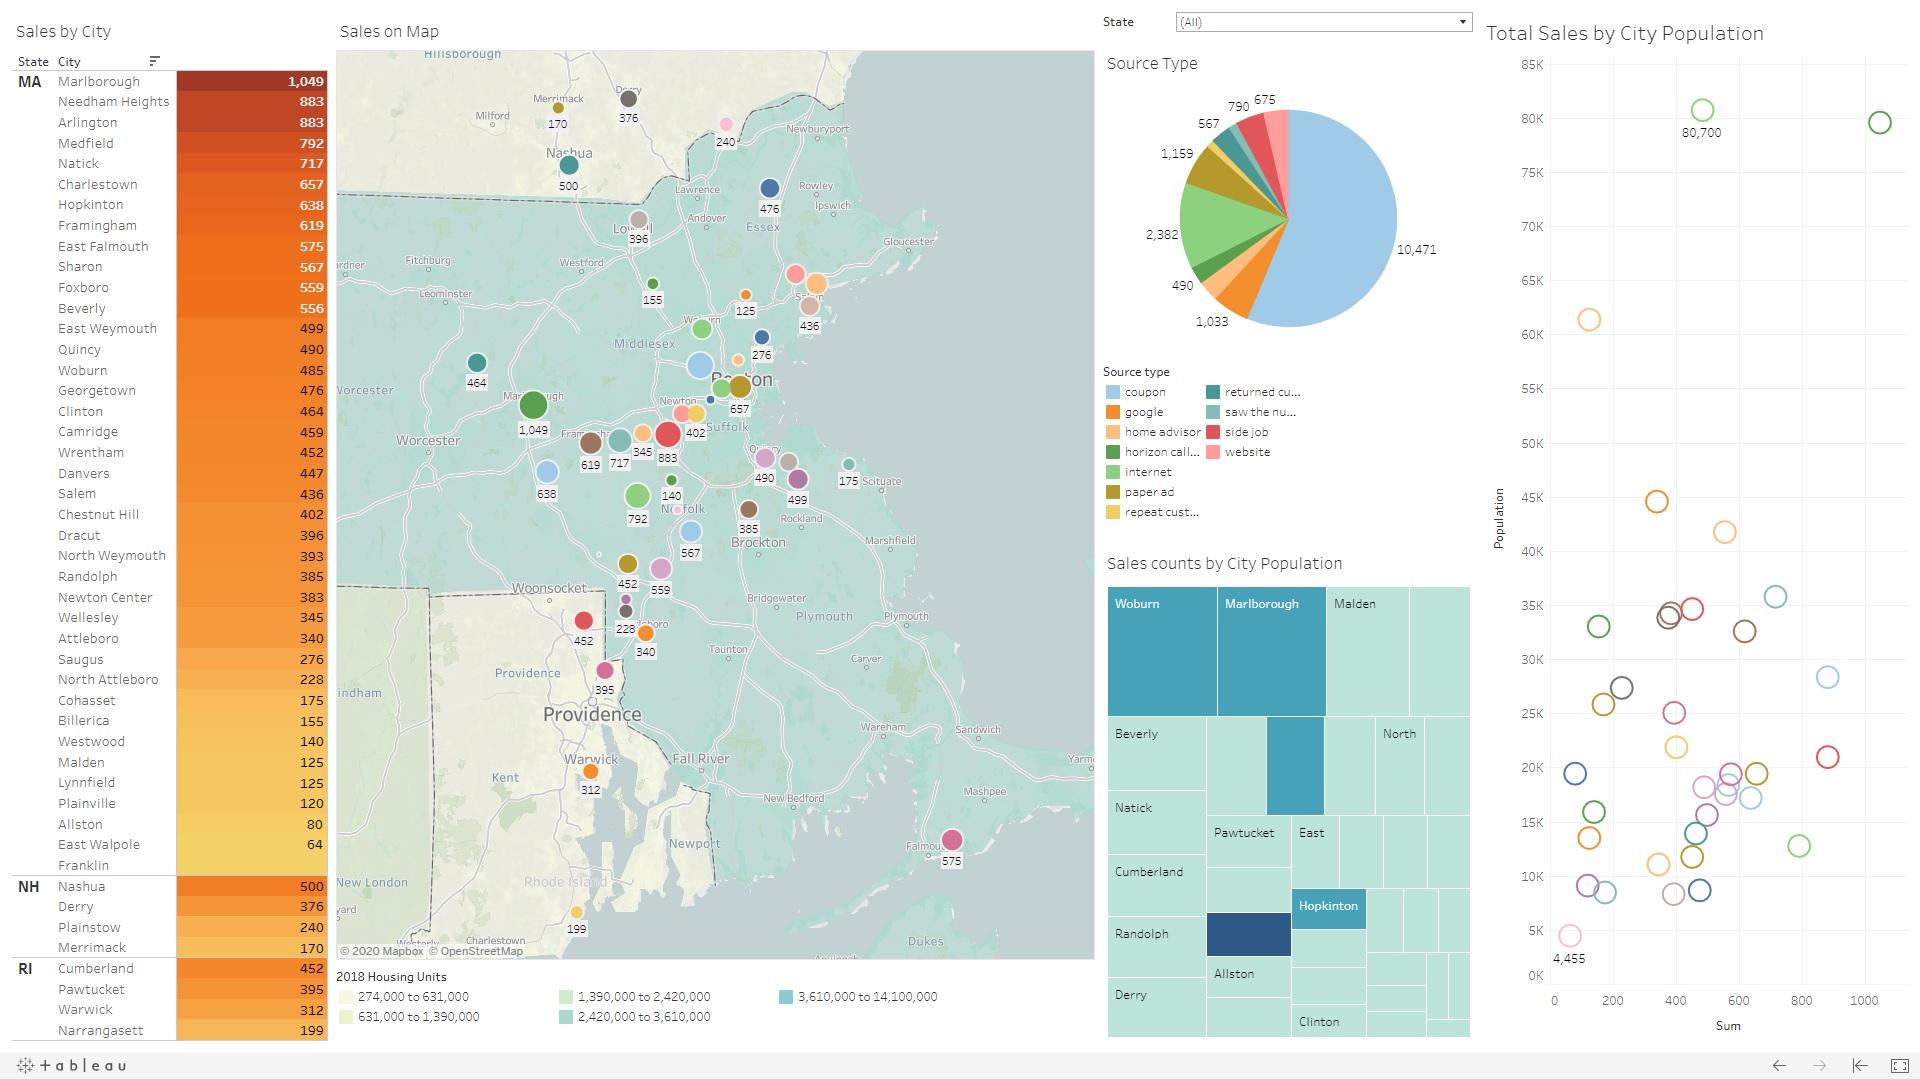 Sales by City
State City
MA Marlborough 1,049
Needham Heights 883
Arlington 883
Medfield 792
Natick 717
Charlestown 657
Hopkinton 638
Framingham 619
East Falmouth 575
Sharon 567
Foxboro 559
Beverly 556
East Weymouth 499
Quincy 490
Woburn 485
Georgetown 476
Clinton 464
Camridge 459
Wrentham 452
Danvers 447
Salem 436
Chestnut Hill 402
Dracut 396
North Weymouth 393
Randolph 385
Newton Center 383
Wellesley 345
Attleboro 340
Saugus 276
North Attleboro 228
Cohasset 175
Billerica 155
Westwood 140
Malden 125
Lynnfield 125
Plainville 120
Allston 80
East Walpole 64
Franklin
NH Nashua 500
Derry 376
Plainstow 240
Merrimack 170
RI Cumberland 452
Pawtucket 395
Warwick 312
Narrangasett 199
Sales on Map
Hillsborough
Merrimack
170
376
Milford
240
Newburyport
Nashua
500
Lawrence
476
Rowley
Ipswich
Andover
Essex
396
Gloucester
Fitchburg
Westford
Leominster
155
125
436
Middlesex
276
464
Worcester
1,049
Newton
657
402
Suffolk
Worcester
619
717
345
883
638
490
175
Scituate
499
140
792
Norfolk
385
Rockland
567
Brockton
Marshfield
452
559
Woonsocket
Bridgewater
Plymouth
Plymouth
228
452
340
Taunton
Carver
Providence
395
Providence
Wareham
Sandwich
Warwick
312
Fall River
Kent
New Bedford
Mashpee
Newport
575
Rhode Island
New London
199
Charlestown
Dukes
© 2020 Mapbox © OpenStreetMap
2018 Housing Units
274,000 to 631,000
1,390,000 to 2,420,000
3,610,000 to 14,100,000
631,000 to 1,390,000
2,420,000 to 3,610,000
State (All)
Source Type
790 675
567
1,159
2,382
10,471
490
1,033
Source type
coupon
google
home advisor
horizon call...
internet
paper ad
repeat cust...
returned cu...
saw the nu...
side job
website
Sales counts by City Population
Woburn
Marlborough
Malden
Beverly
North
Natick
Pawtucket
East
Cumberland
Hopkinton
Randolph
Allston
Derry
Clinton
Total Sales by City Population
Population
85K
80K
75K
70K
65K
60K
55K
50K
45K
40K
35K
30K
25K
20K
15K
10K
5K
0K
80,700
4,455
0 200 400 600 800 1000
Sum
+ableau